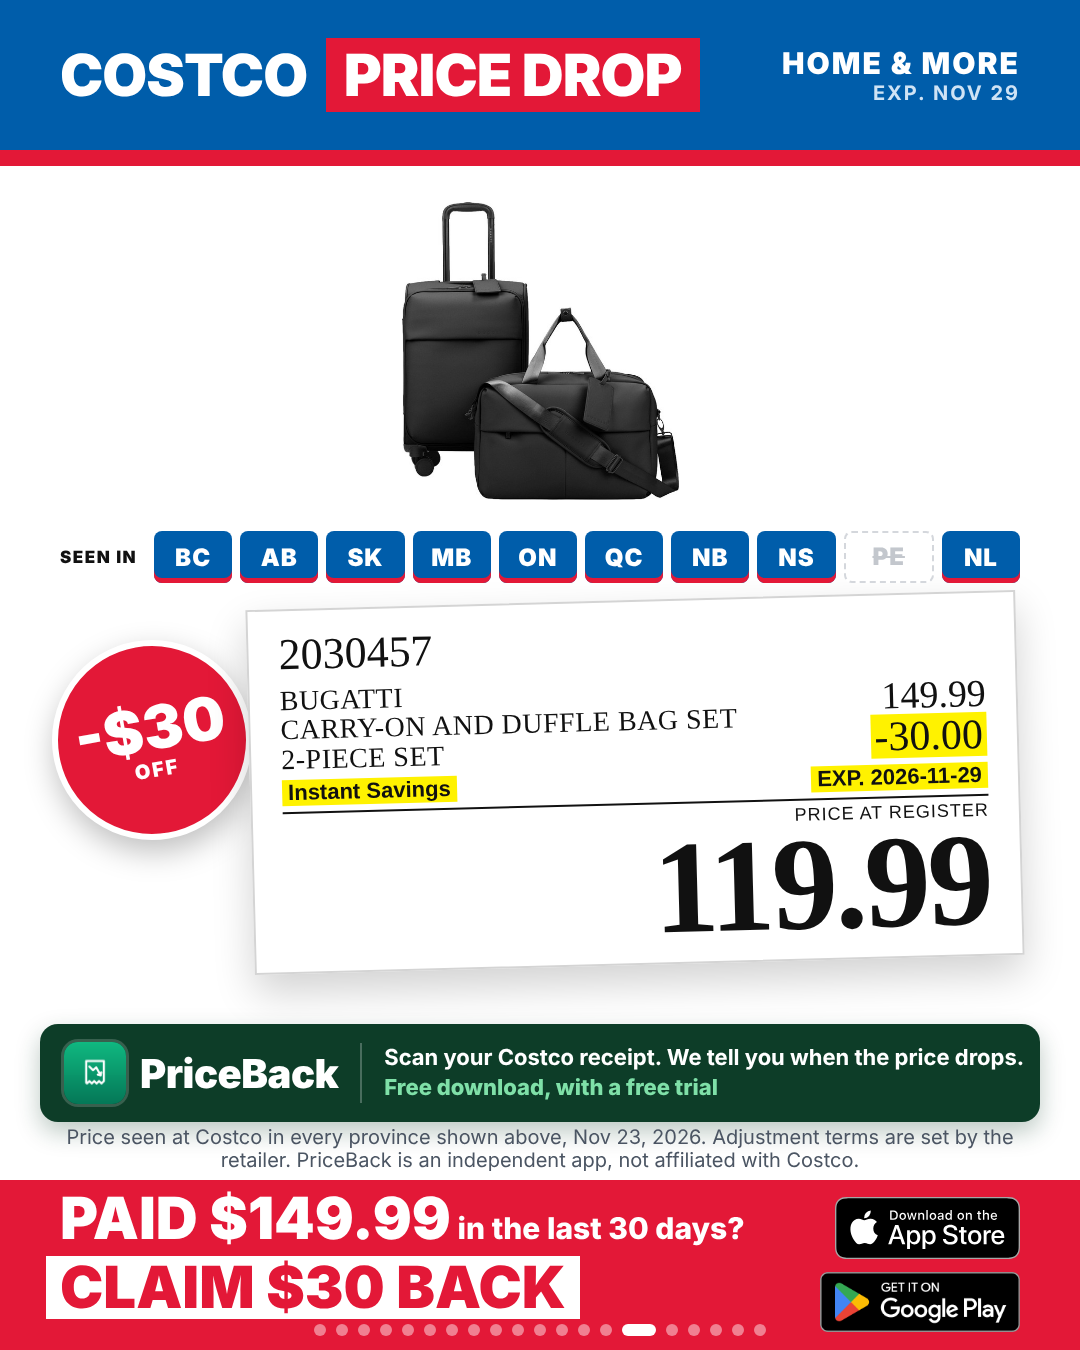 COSTCO PRICE DROP
HOME & MORE
EXP. NOV 29
SEEN IN BC AB SK MB ON QC NB NS PE NL
-$30
OFF
2030457
BUGATTI
CARRY-ON AND DUFFLE BAG SET
2-PIECE SET
Instant Savings
149.99
-30.00
EXP. 2026-11-29
PRICE AT REGISTER
119.99
PriceBack
Scan your Costco receipt. We tell you when the price drops.
Free download, with a free trial
Price seen at Costco in every province shown above, Nov 23, 2026. Adjustment terms are set by the
retailer. PriceBack is an independent app, not affiliated with Costco.
PAID $149.99 in the last 30 days?
CLAIM $30 BACK
Download on the
App Store
GET IT ON
Google Play